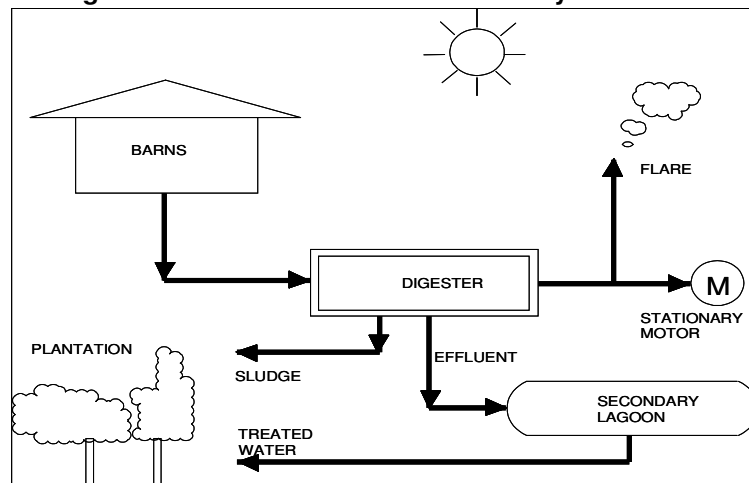 BARNS
FLARE
DIGESTER
M
STATIONARY
MOTOR
PLANTATION
EFFLUENT
SLUDGE
SECONDARY
LAGOON
TREATED
WATER